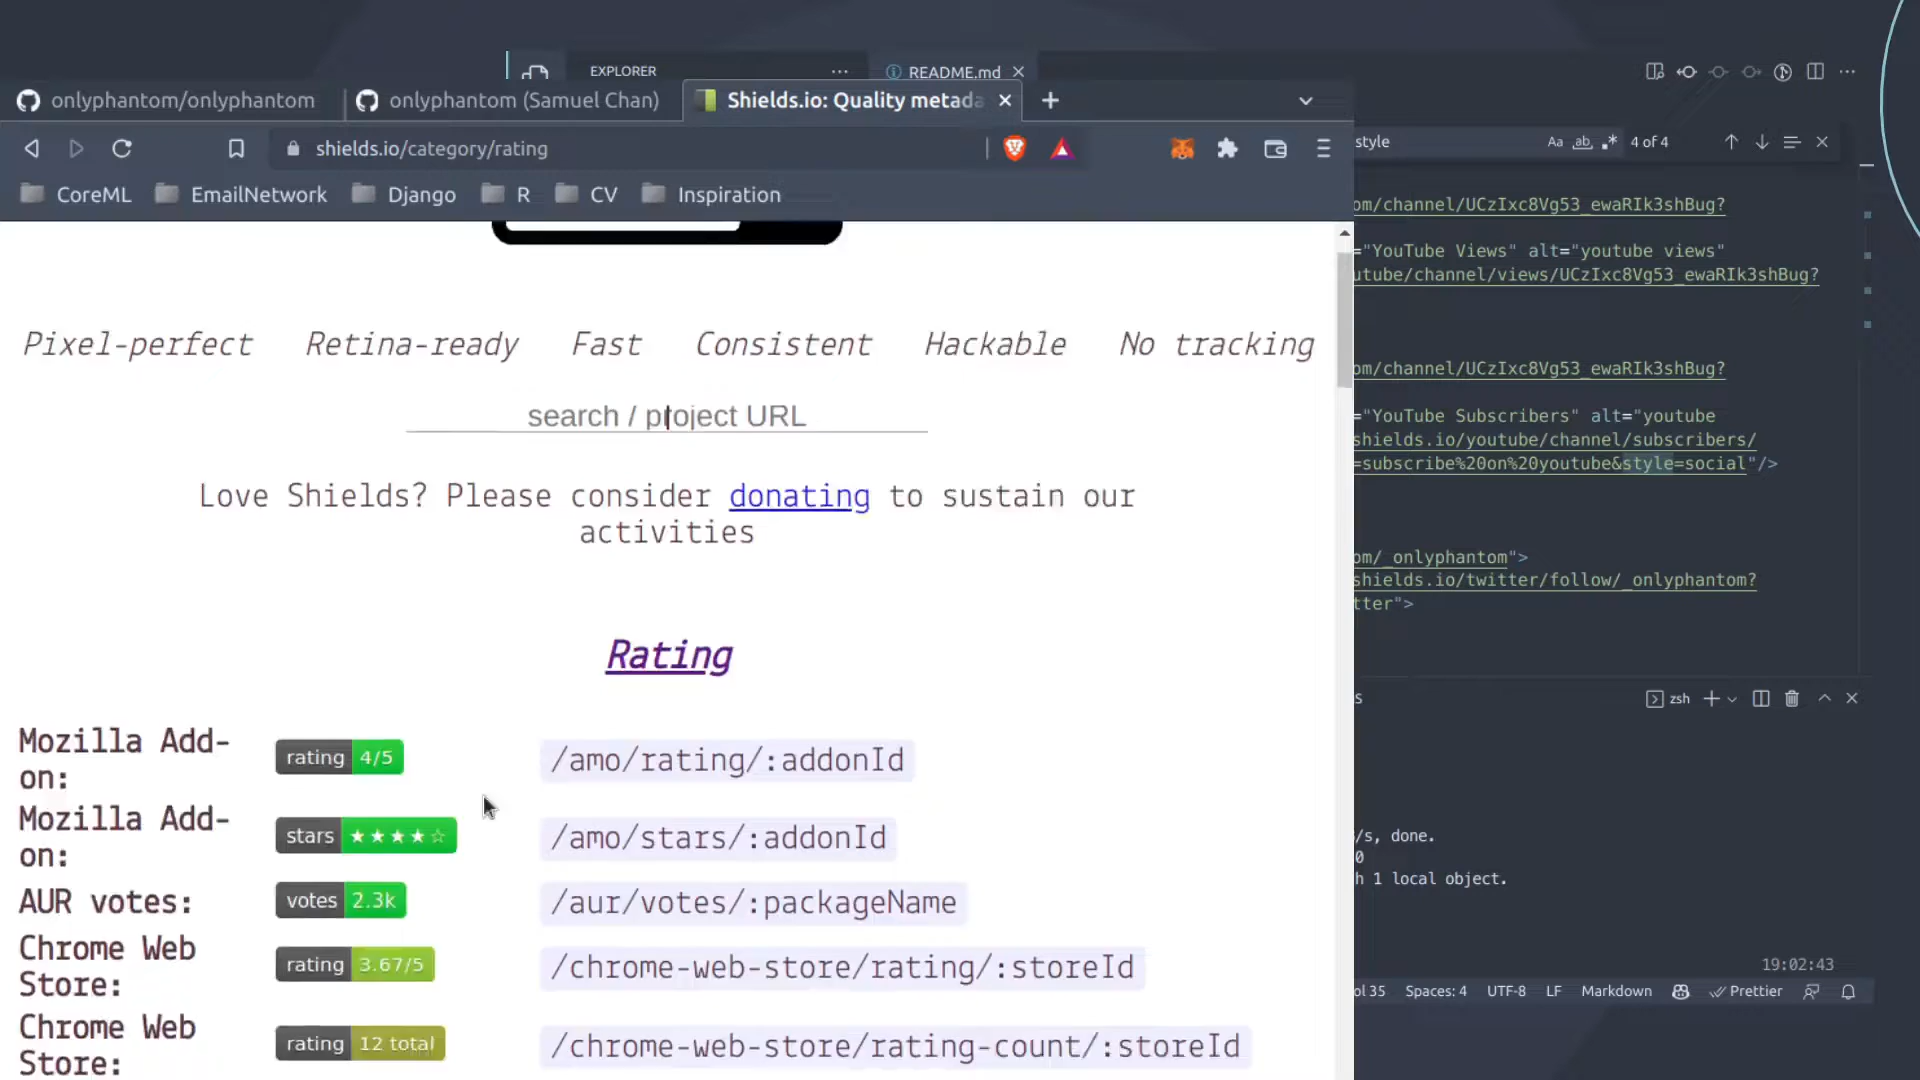 EXPLORER
README.md
onlyphantom/onlyphantom
onlyphantom (Samuel Chan)
Shields.io: Quality metada
shields.io/category/rating
CoreML
EmailNetwork
Django
R
CV
Inspiration
Pixel-perfect Retina-ready Fast Consistent Hackable No tracking
search / project URL
Love Shields? Please consider donating to sustain our
activities
Rating
Mozilla Add-
on:
rating 4/5
/amo/rating/:addonId
Mozilla Add-
on:
stars ★★★★☆
/amo/stars/:addonId
AUR votes:
votes 2.3k
/aur/votes/:packageName
Chrome Web
Store:
rating 3.67/5
/chrome-web-store/rating/:storeId
Chrome Web
Store:
rating 12 total
/chrome-web-store/rating-count/:storeId
style
Aa ab .* 4 of 4
om/channel/UCzIxc8Vg53_ewaRIk3shBug?
="YouTube Views" alt="youtube views"
utube/channel/views/UCzIxc8Vg53_ewaRIk3shBug?
om/channel/UCzIxc8Vg53_ewaRIk3shBug?
="YouTube Subscribers" alt="youtube
shields.io/youtube/channel/subscribers/
=subscribe%20on%20youtube&style=social"/>
om/_onlyphantom">
shields.io/twitter/follow/_onlyphantom?
tter">
S
zsh
/s, done.
0
h 1 local object.
19:02:43
ol 35 Spaces: 4 UTF-8 LF Markdown Prettier